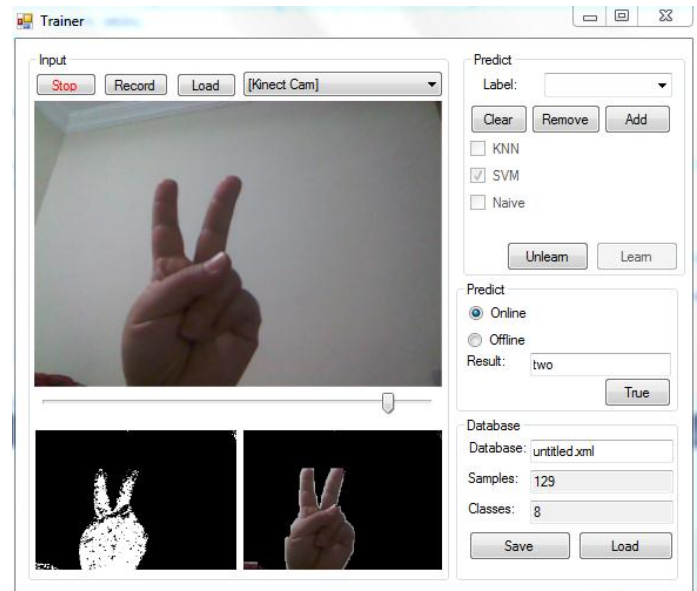 Trainer
Input
Stop Record Load [Kinect Cam]
Predict
Label:
Clear Remove Add
KNN
SVM
Naive
Unlearn Learn
Predict
Online
Offline
Result: two
True
Database
Database: untitled.xml
Samples: 129
Classes: 8
Save Load